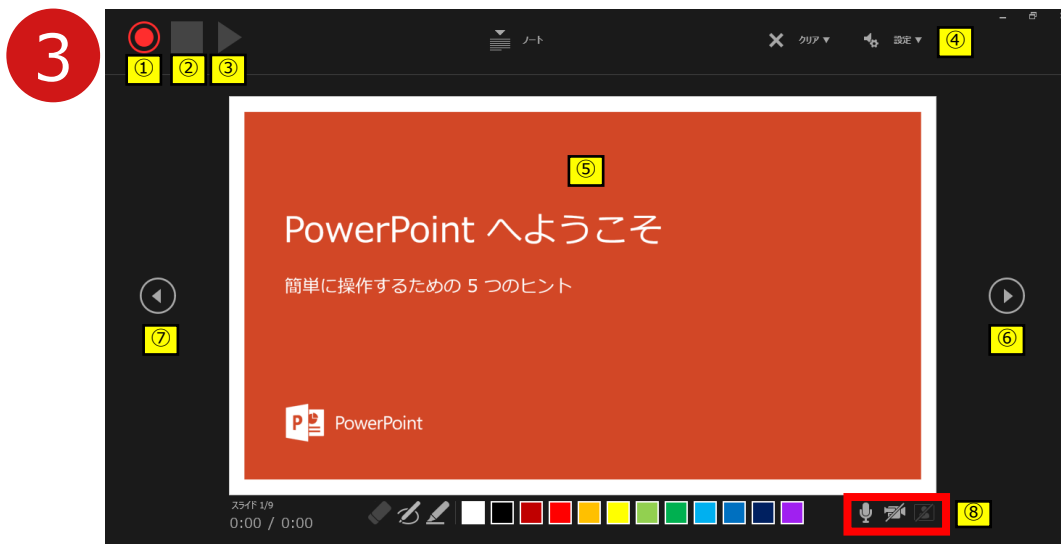 3
ノート
クリア▼
設定▼
④
①
②
③
⑤
PowerPoint へようこそ
簡単に操作するための 5 つのヒント
⑦
⑥
P
PowerPoint
スライド 1/9
0:00 / 0:00
⑧